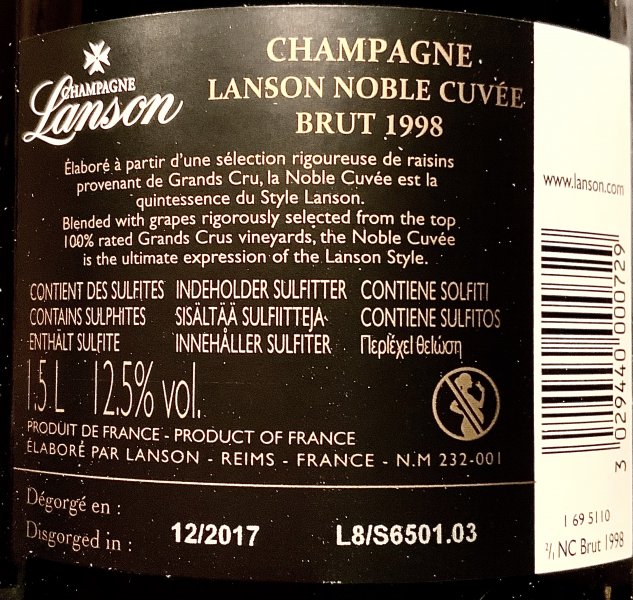 CHAMPAGNE
Lanson
CHAMPAGNE
LANSON NOBLE CUVÉE
BRUT 1998
Élaboré à partir d'une sélection rigoureuse de raisins
provenant de Grands Cru, la Noble Cuvée est la
quintessence du Style Lanson.
Blended with grapes rigorously selected from the top
100% rated Grands Crus vineyards, the Noble Cuvée
is the ultimate expression of the Lanson Style.
CONTIENT DES SULFITES INDEHOLDER SULFITTER CONTIENE SOLFITI
CONTAINS SULPHITES SISÄLTÄÄ SULFIITTEJA CONTIENE SULFITOS
ENTHÄLT SULFITE INNEHÅLLER SULFITER Περιέχει θειώση
1.5 L 12.5% vol.
PRODUIT DE FRANCE - PRODUCT OF FRANCE
ÉLABORÉ PAR LANSON - REIMS - FRANCE - N.M 232-001
Dégorgé en :
Disgorged in : 12/2017 L8/S6501.03
www.lanson.com
3 029440 000729
1 69 5110
2/1 NC Brut 1998